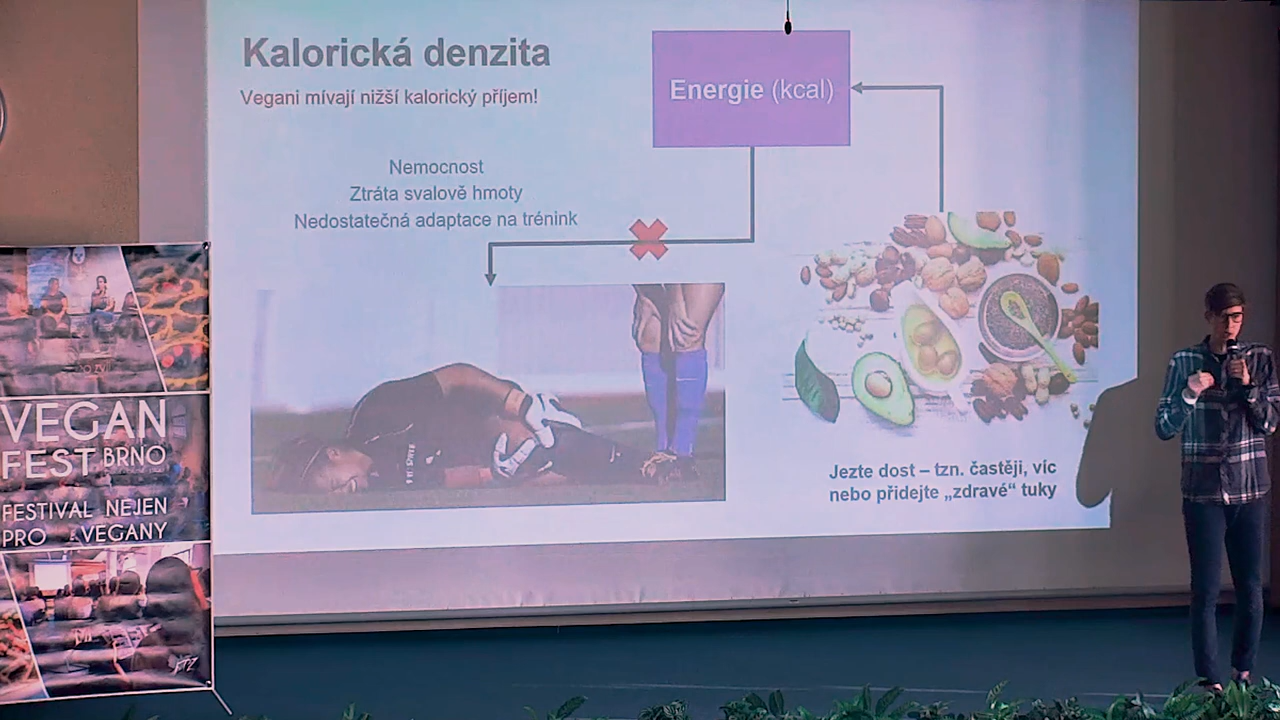 Kalorická denzita
Vegani mívají nižší kalorický příjem!
Energie (kcal)
Nemocnost
Ztráta svalově hmoty
Nedostatečná adaptace na trénink
Jezte dost – tzn. častěji, víc
nebo přidejte „zdravé“ tuky
VEGAN
FEST BRNO
FESTIVAL NEJEN
PRO VEGANY